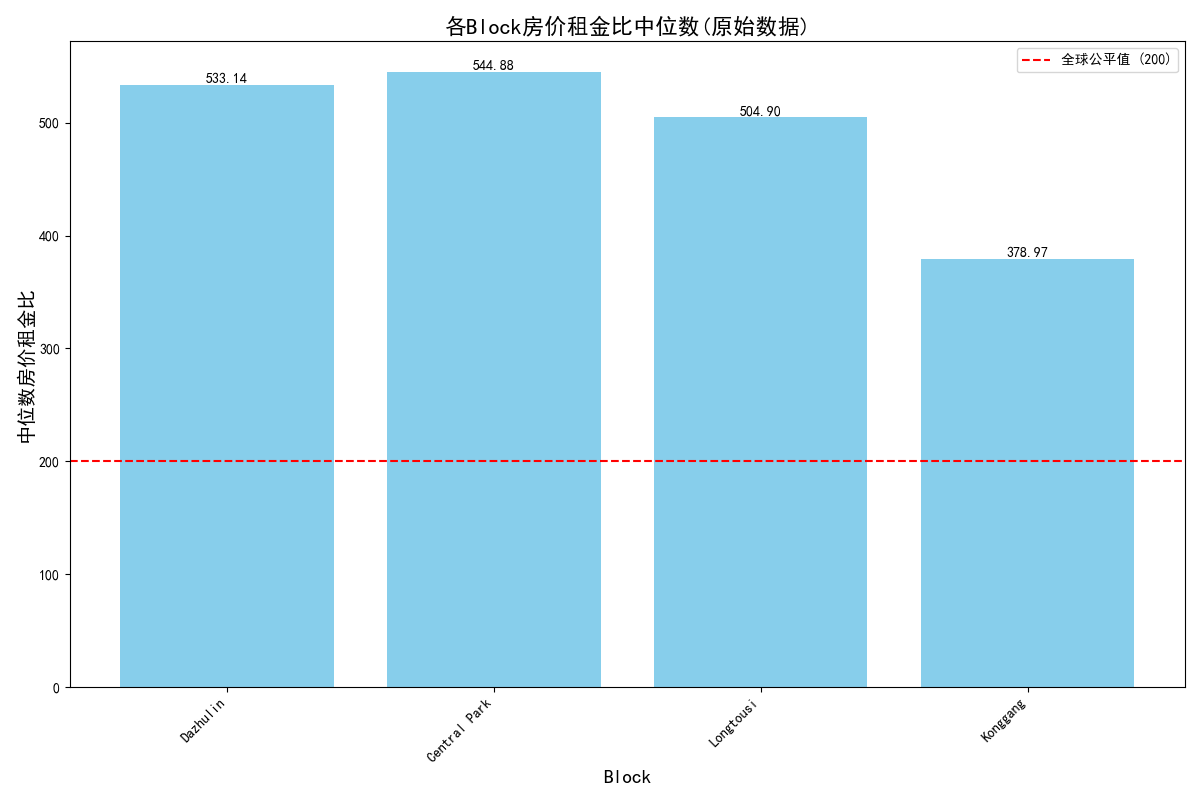 各Block房价租金比中位数(原始数据)
全球公平值 (200)
533.14
544.88
504.90
378.97
中位数房价租金比
500
400
300
200
100
0
Dazhulin
Central Park
Longtousi
Konggang
Block